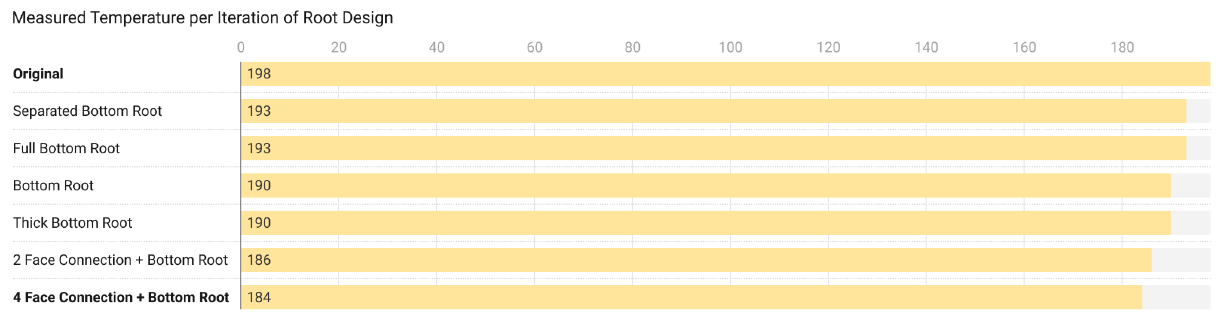 Measured Temperature per Iteration of Root Design
0 20 40 60 80 100 120 140 160 180
Original 198
Separated Bottom Root 193
Full Bottom Root 193
Bottom Root 190
Thick Bottom Root 190
2 Face Connection + Bottom Root 186
4 Face Connection + Bottom Root 184